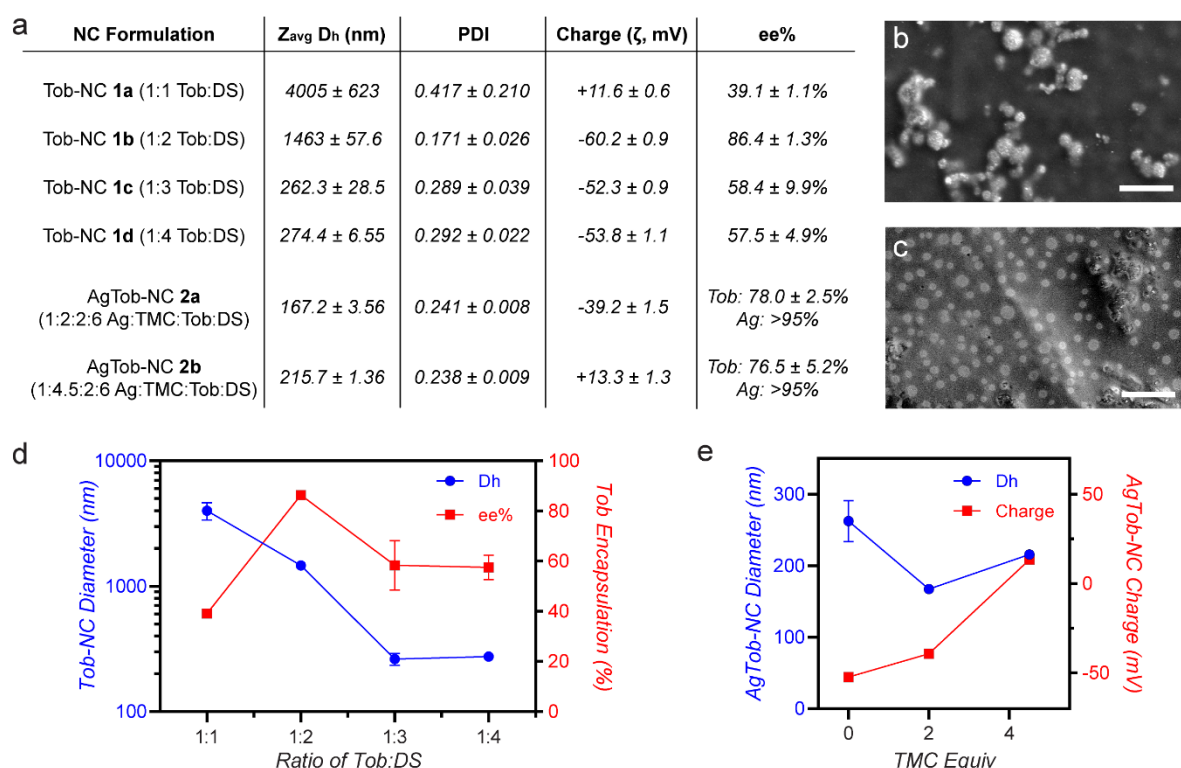 a
NC Formulation Zavg Dh (nm) PDI Charge (ζ, mV) ee%
Tob-NC 1a (1:1 Tob:DS) 4005 ± 623 0.417 ± 0.210 +11.6 ± 0.6 39.1 ± 1.1%
Tob-NC 1b (1:2 Tob:DS) 1463 ± 57.6 0.171 ± 0.026 -60.2 ± 0.9 86.4 ± 1.3%
Tob-NC 1c (1:3 Tob:DS) 262.3 ± 28.5 0.289 ± 0.039 -52.3 ± 0.9 58.4 ± 9.9%
Tob-NC 1d (1:4 Tob:DS) 274.4 ± 6.55 0.292 ± 0.022 -53.8 ± 1.1 57.5 ± 4.9%
AgTob-NC 2a
(1:2:2:6 Ag:TMC:Tob:DS) 167.2 ± 3.56 0.241 ± 0.008 -39.2 ± 1.5 Tob: 78.0 ± 2.5%
Ag: >95%
AgTob-NC 2b
(1:4.5:2:6 Ag:TMC:Tob:DS) 215.7 ± 1.36 0.238 ± 0.009 +13.3 ± 1.3 Tob: 76.5 ± 5.2%
Ag: >95%
b
c
d
Tob-NC Diameter (nm)
10000
1000
100
Dh
ee%
100
80
60
40
20
0
Tob Encapsulation (%)
1:1 1:2 1:3 1:4
Ratio of Tob:DS
e
AgTob-NC Diameter (nm)
300
200
100
0
Dh
Charge
50
0
-50
AgTob-NC Charge (mV)
0 2 4
TMC Equiv